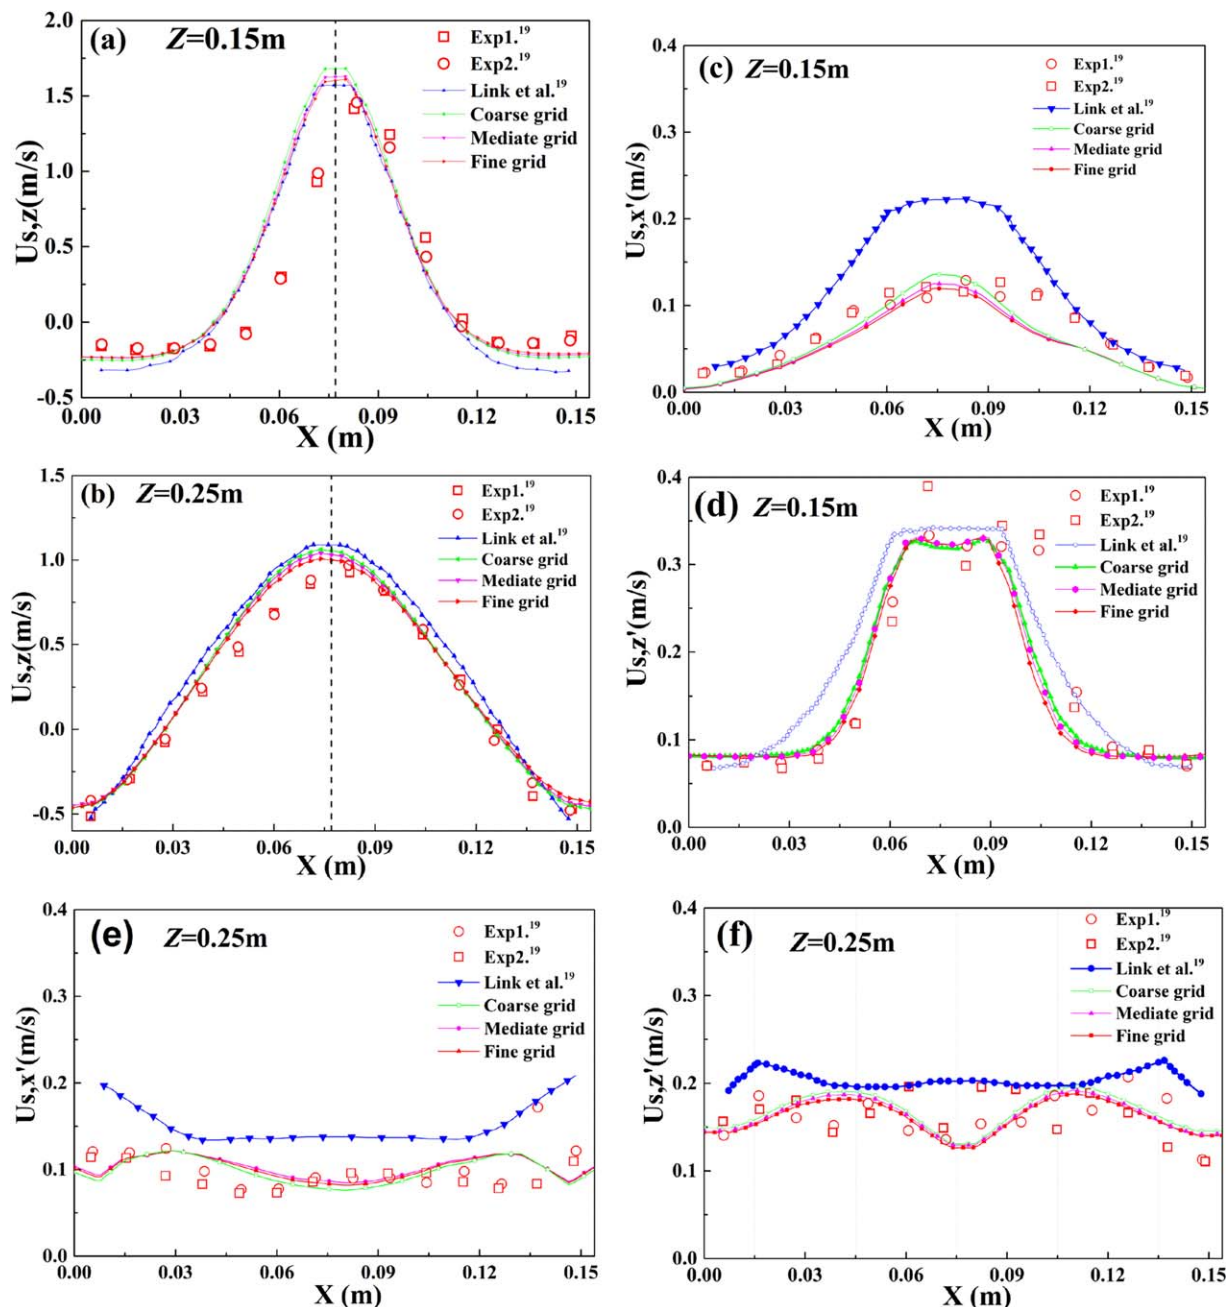 (a) Z=0.15m
Exp1.19
Exp2.19
Link et al.19
Coarse grid
Mediate grid
Fine grid
Us,z(m/s)
2.0
1.5
1.0
0.5
0.0
-0.5
0.00 0.03 0.06 0.09 0.12 0.15
X (m)
(c) Z=0.15m
Exp1.19
Exp2.19
Link et al.19
Coarse grid
Mediate grid
Fine grid
Us,x'(m/s)
0.4
0.3
0.2
0.1
0.0
0.00 0.03 0.06 0.09 0.12 0.15
X (m)
(b) Z=0.25m
Exp1.19
Exp2.19
Link et al.19
Coarse grid
Mediate grid
Fine grid
Us,z(m/s)
1.5
1.0
0.5
0.0
-0.5
0.00 0.03 0.06 0.09 0.12 0.15
X (m)
(d) Z=0.15m
Exp1.19
Exp2.19
Link et al.19
Coarse grid
Mediate grid
Fine grid
Us,z'(m/s)
0.4
0.3
0.2
0.1
0.0
0.00 0.03 0.06 0.09 0.12 0.15
X (m)
(e) Z=0.25m
Exp1.19
Exp2.19
Link et al.19
Coarse grid
Mediate grid
Fine grid
Us,x'(m/s)
0.4
0.3
0.2
0.1
0.0
0.00 0.03 0.06 0.09 0.12 0.15
X (m)
(f) Z=0.25m
Exp1.19
Exp2.19
Link et al.19
Coarse grid
Mediate grid
Fine grid
Us,z'(m/s)
0.4
0.3
0.2
0.1
0.0
0.00 0.03 0.06 0.09 0.12 0.15
X (m)